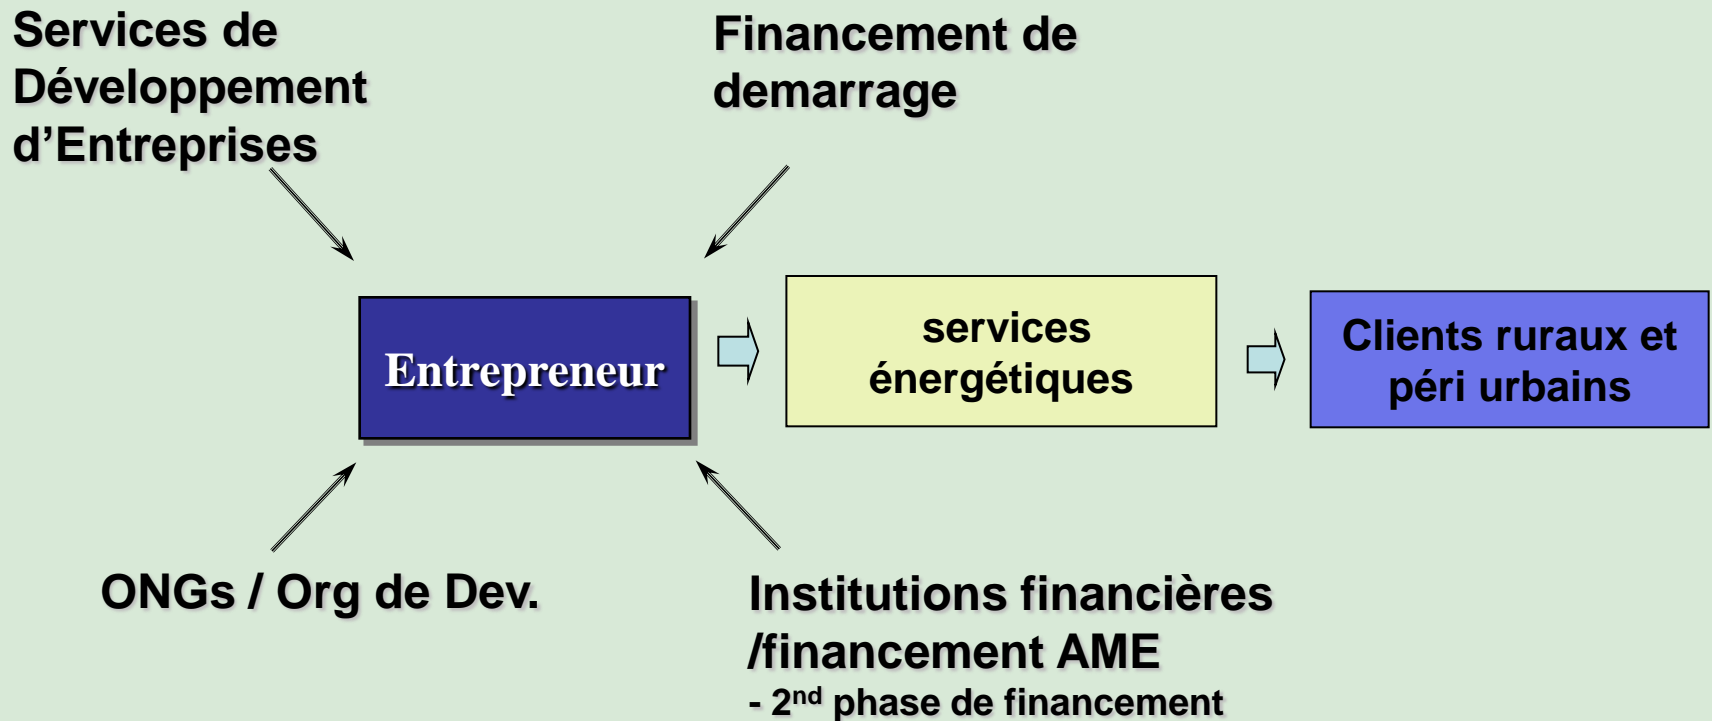 Services de
Développement
d’Entreprises
Financement de
demarrage
Entrepreneur
services
énergétiques
Clients ruraux et
péri urbains
ONGs / Org de Dev.
Institutions financières
/financement AME
- 2nd phase de financement